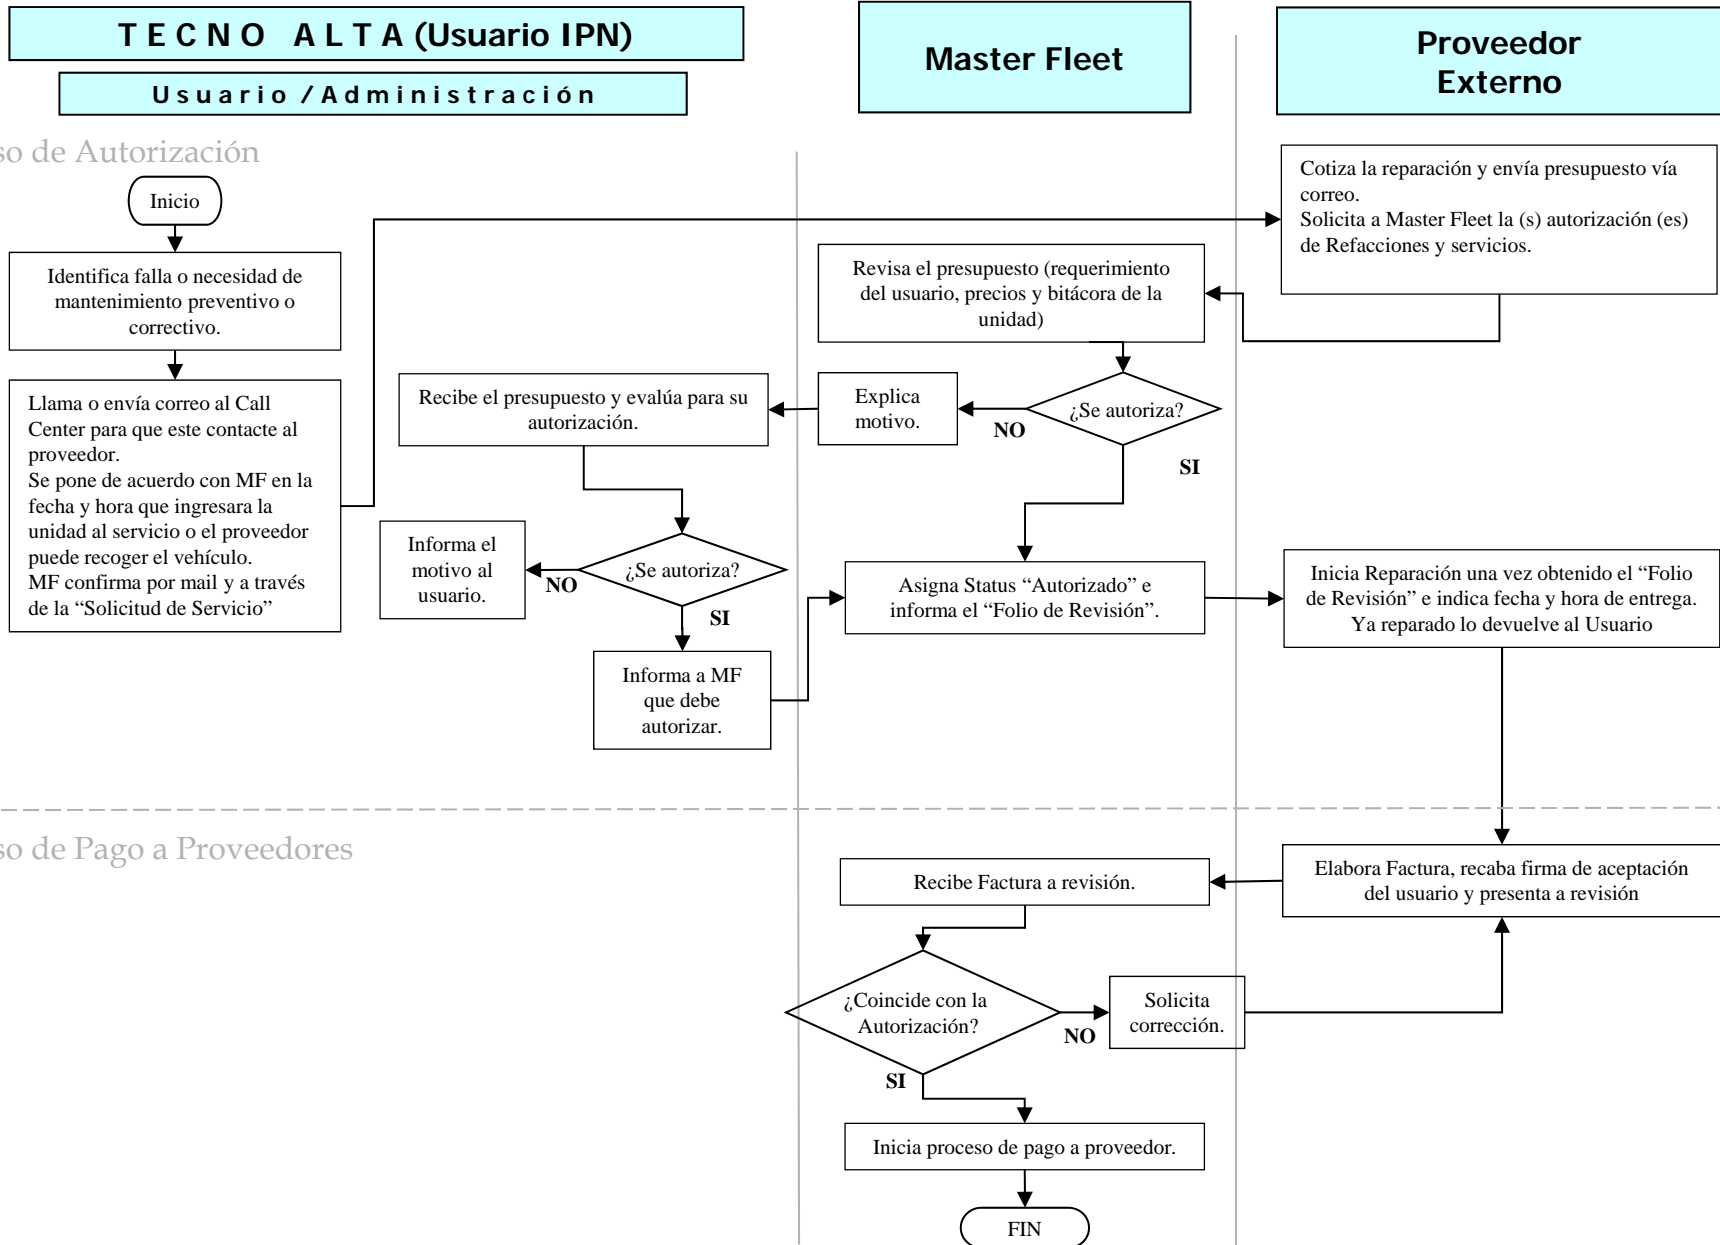 T E C N O A L T A (Usuario IPN)
Usuario /Administración
Master Fleet
Proveedor
Externo
so de Autorización
Inicio
Identifica falla o necesidad de
mantenimiento preventivo o
correctivo.
Llama o envía correo al Call
Center para que este contacte al
proveedor.
Se pone de acuerdo con MF en la
fecha y hora que ingresara la
unidad al servicio o el proveedor
puede recoger el vehículo.
MF confirma por mail y a través
de la “Solicitud de Servicio”
Cotiza la reparación y envía presupuesto vía
correo.
Solicita a Master Fleet la (s) autorización (es)
de Refacciones y servicios.
Revisa el presupuesto (requerimiento
del usuario, precios y bitácora de la
unidad)
¿Se autoriza?
NO
SI
Explica
motivo.
Recibe el presupuesto y evalúa para su
autorización.
¿Se autoriza?
NO
SI
Informa el
motivo al
usuario.
Informa a MF
que debe
autorizar.
Asigna Status “Autorizado” e
informa el “Folio de Revisión”.
Inicia Reparación una vez obtenido el “Folio
de Revisión” e indica fecha y hora de entrega.
Ya reparado lo devuelve al Usuario
so de Pago a Proveedores
Elabora Factura, recaba firma de aceptación
del usuario y presenta a revisión
Recibe Factura a revisión.
¿Coincide con la
Autorización?
NO
SI
Solicita
corrección.
Inicia proceso de pago a proveedor.
FIN